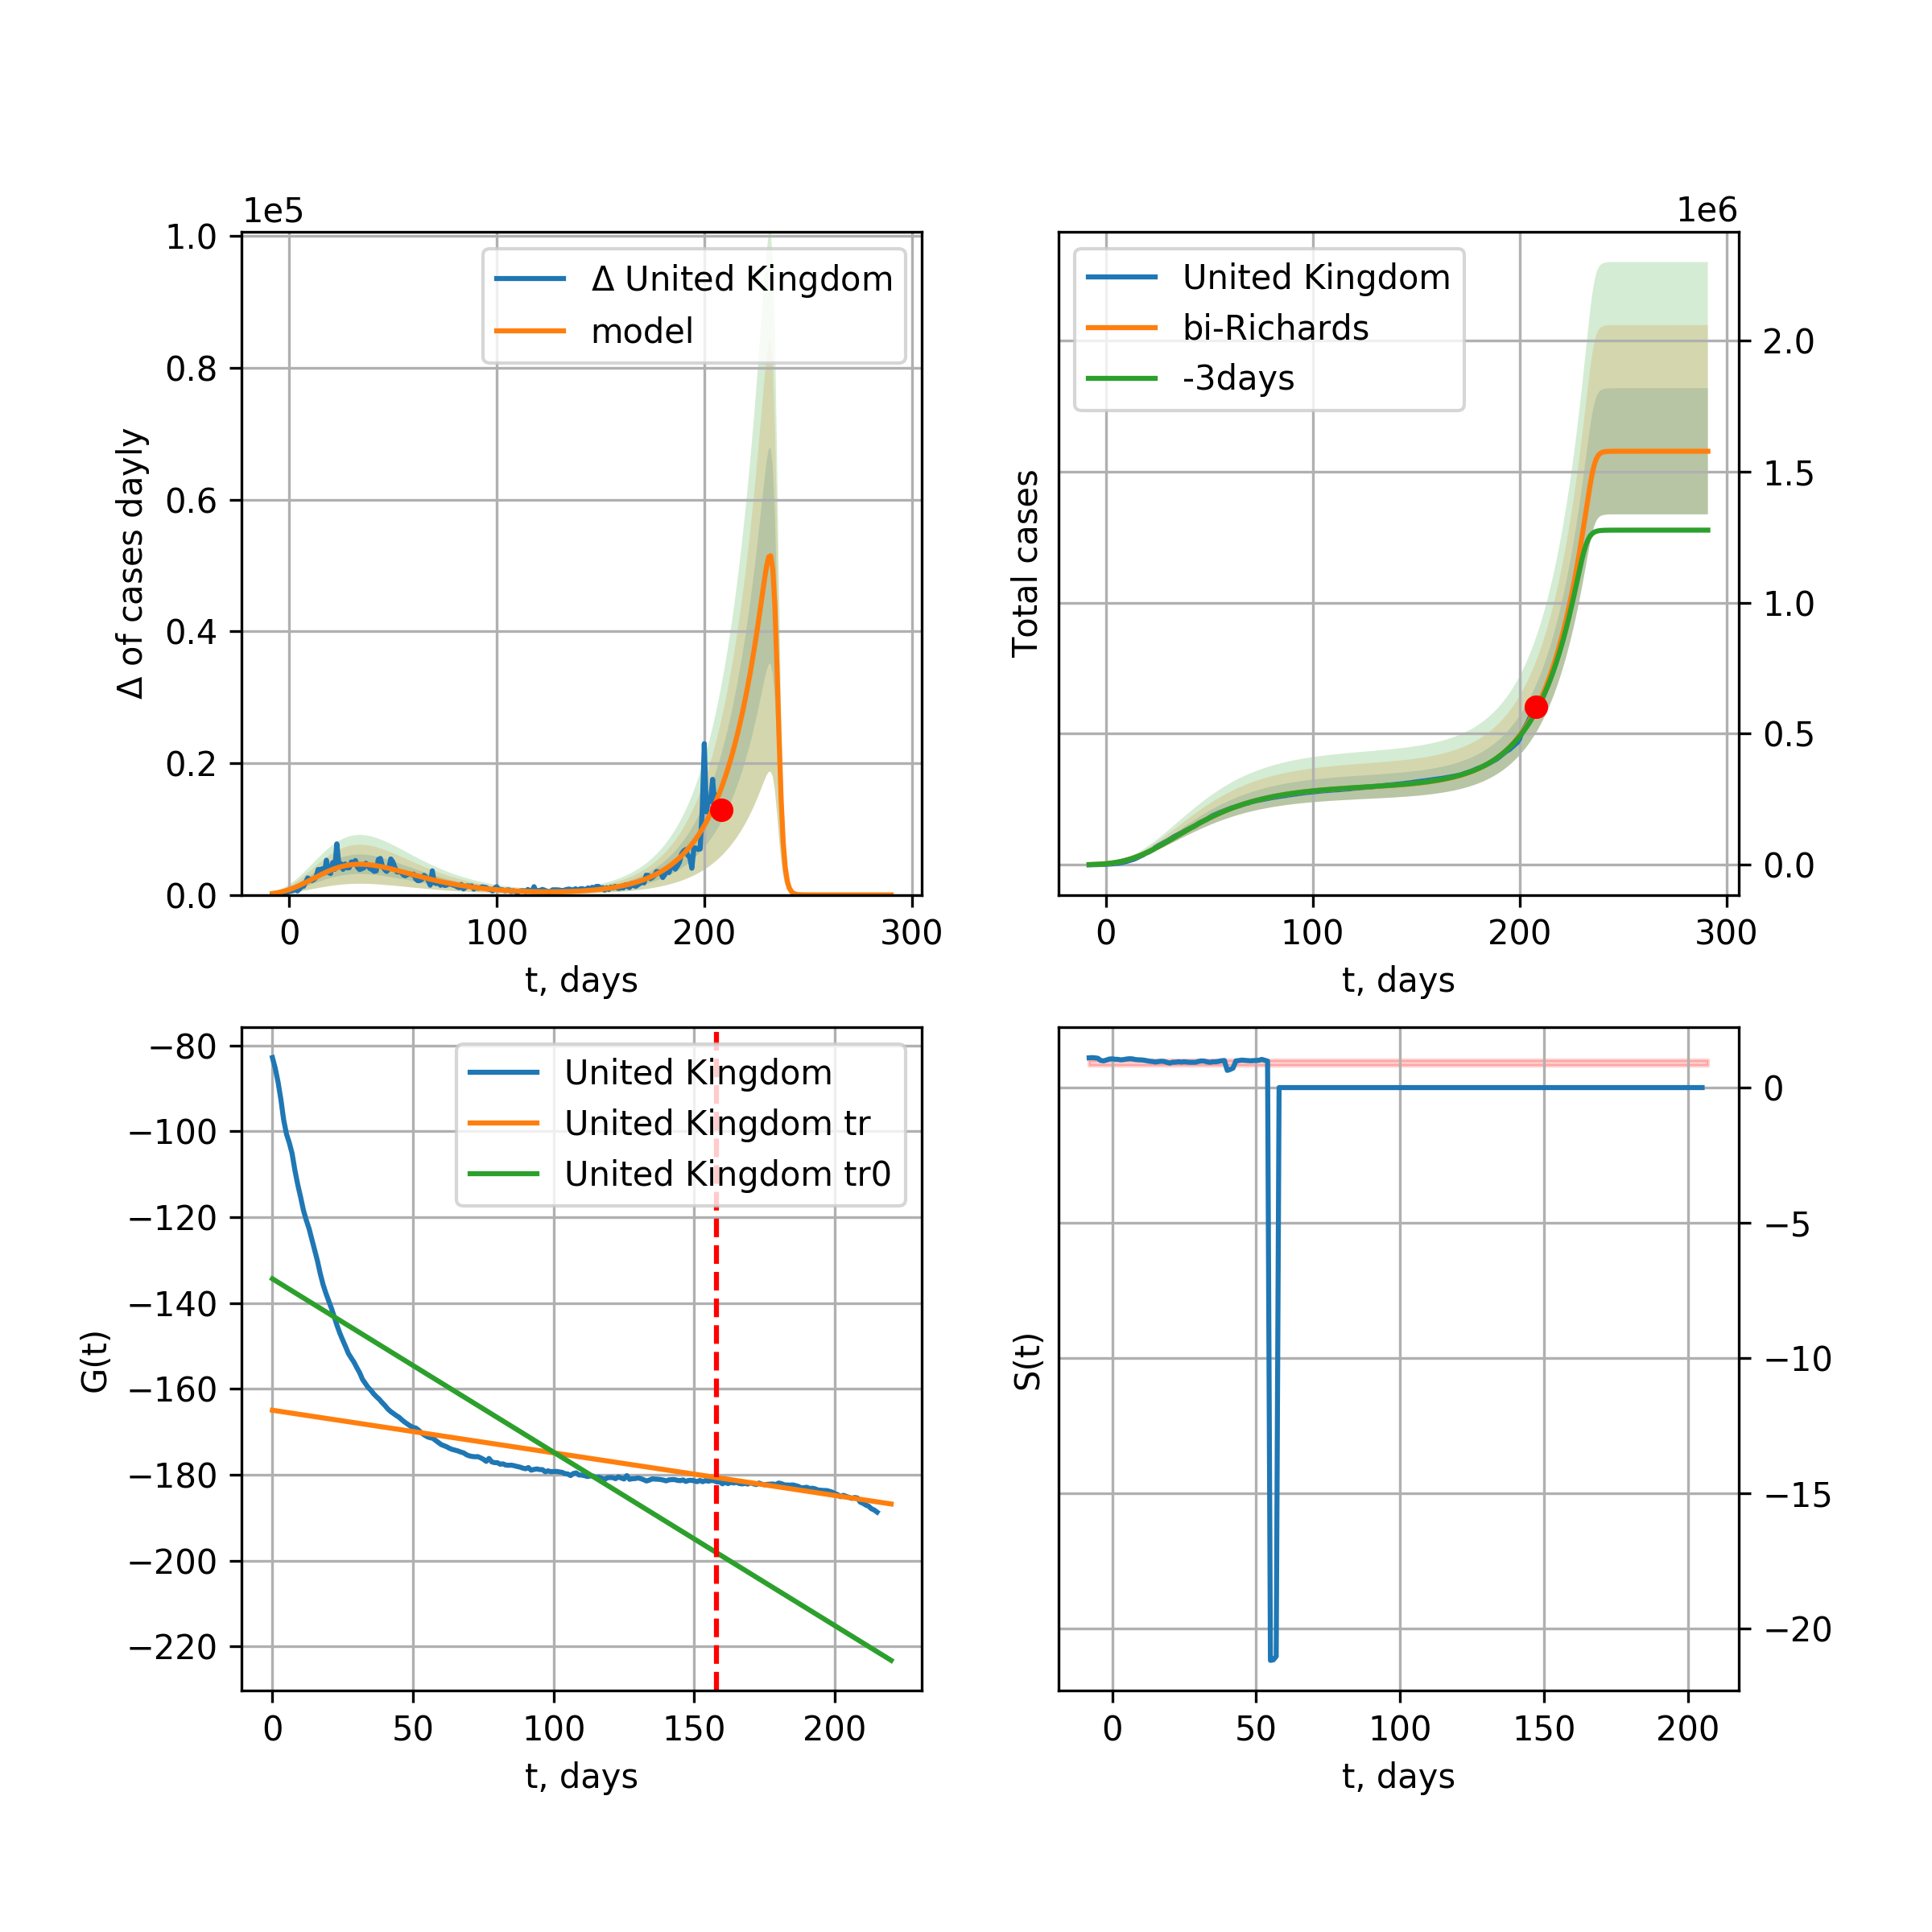 1e5
1.0
0.8
0.6
0.4
0.2
0.0
Δ of cases dayly
Δ United Kingdom
model
0 100 200 300
t, days
1e6
Total cases
United Kingdom
bi-Richards
-3days
2.0
1.5
1.0
0.5
0.0
0 100 200 300
t, days
−80
−100
−120
−140
−160
−180
−200
−220
G(t)
United Kingdom
United Kingdom tr
United Kingdom tr0
0 50 100 150 200
t, days
S(t)
0
−5
−10
−15
−20
0 50 100 150 200
t, days